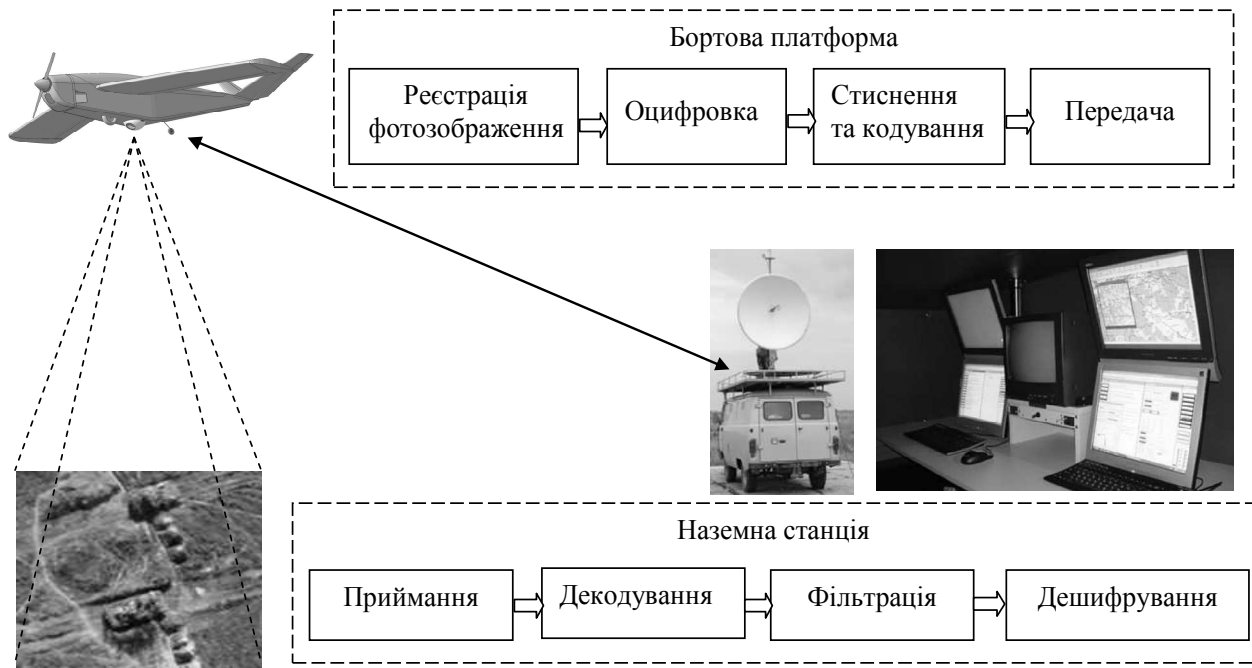 Бортова платформа
Реєстрація
фотозображення
Оцифровка
Стиснення
та кодування
Передача
Наземна станція
Приймання
Декодування
Фільтрація
Дешифрування